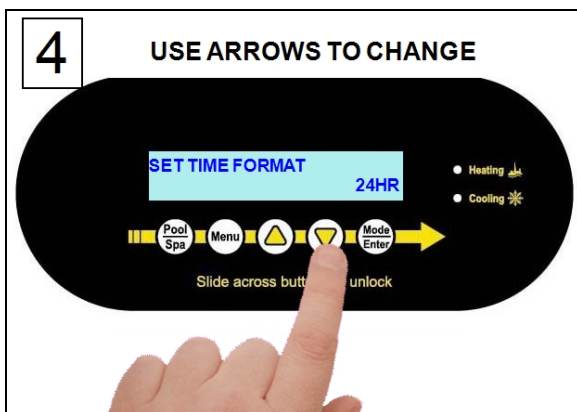 4
USE ARROWS TO CHANGE
SET TIME FORMAT
24HR
Heating
Cooling
Pool
Spa
Menu
Mode
Enter
Slide across but unlock